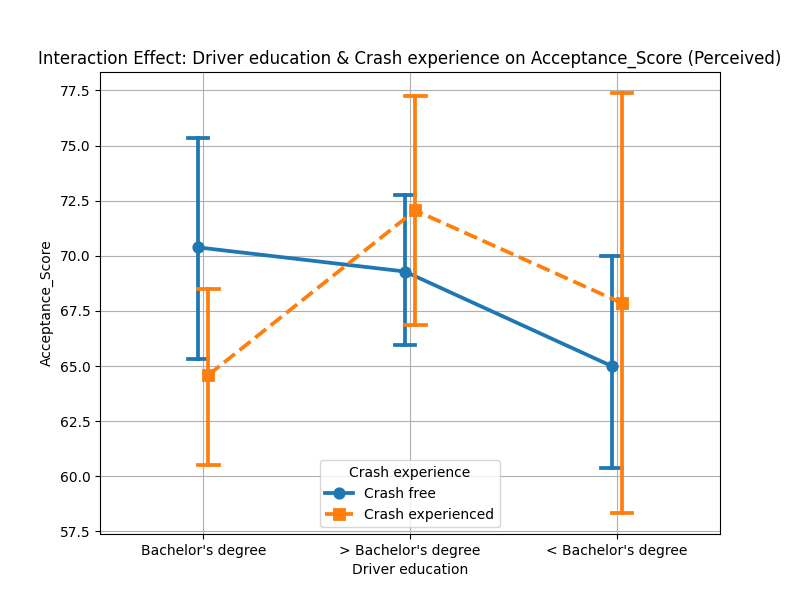 Interaction Effect: Driver education & Crash experience on Acceptance_Score (Perceived)
77.5
75.0
72.5
70.0
67.5
65.0
62.5
60.0
57.5
Acceptance_Score
Crash experience
Crash free
Crash experienced
Bachelor's degree
> Bachelor's degree
< Bachelor's degree
Driver education